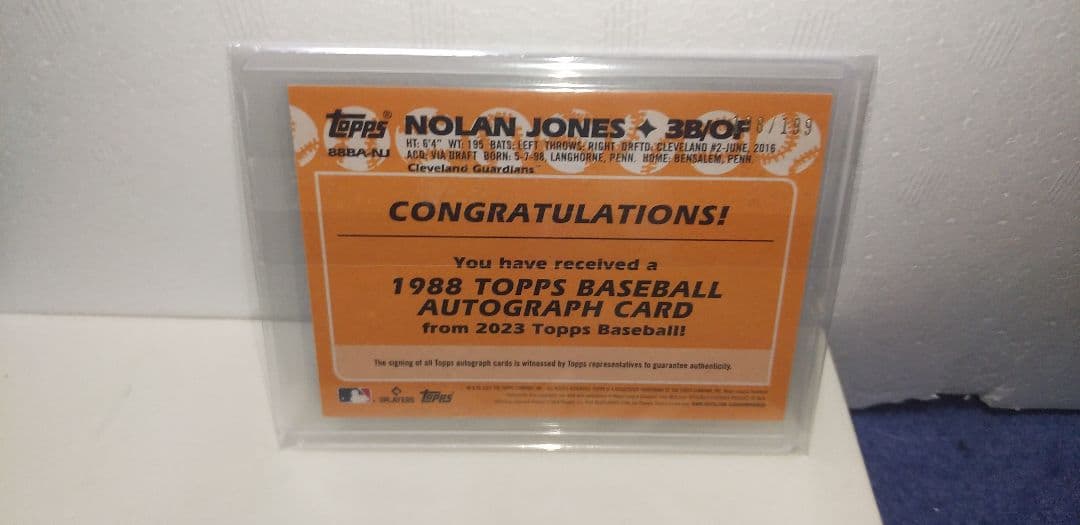 Topps® NOLAN JONES ✦ 3B/OF /199
88BA-NJ HT: 6'4" WT: 195 BATS: LEFT THROWS: RIGHT DRFTD: CLEVELAND #2-JUNE, 2016
ACQ: VIA DRAFT BORN: 5-7-98, LANGHORNE, PENN. HOME: BENSALEM, PENN.
Cleveland Guardians™
CONGRATULATIONS!
You have received a
1988 TOPPS BASEBALL
AUTOGRAPH CARD
from 2023 Topps Baseball!
The signing of all Topps autograph cards is witnessed by Topps representatives to guarantee authenticity.
PLAYERS Topps